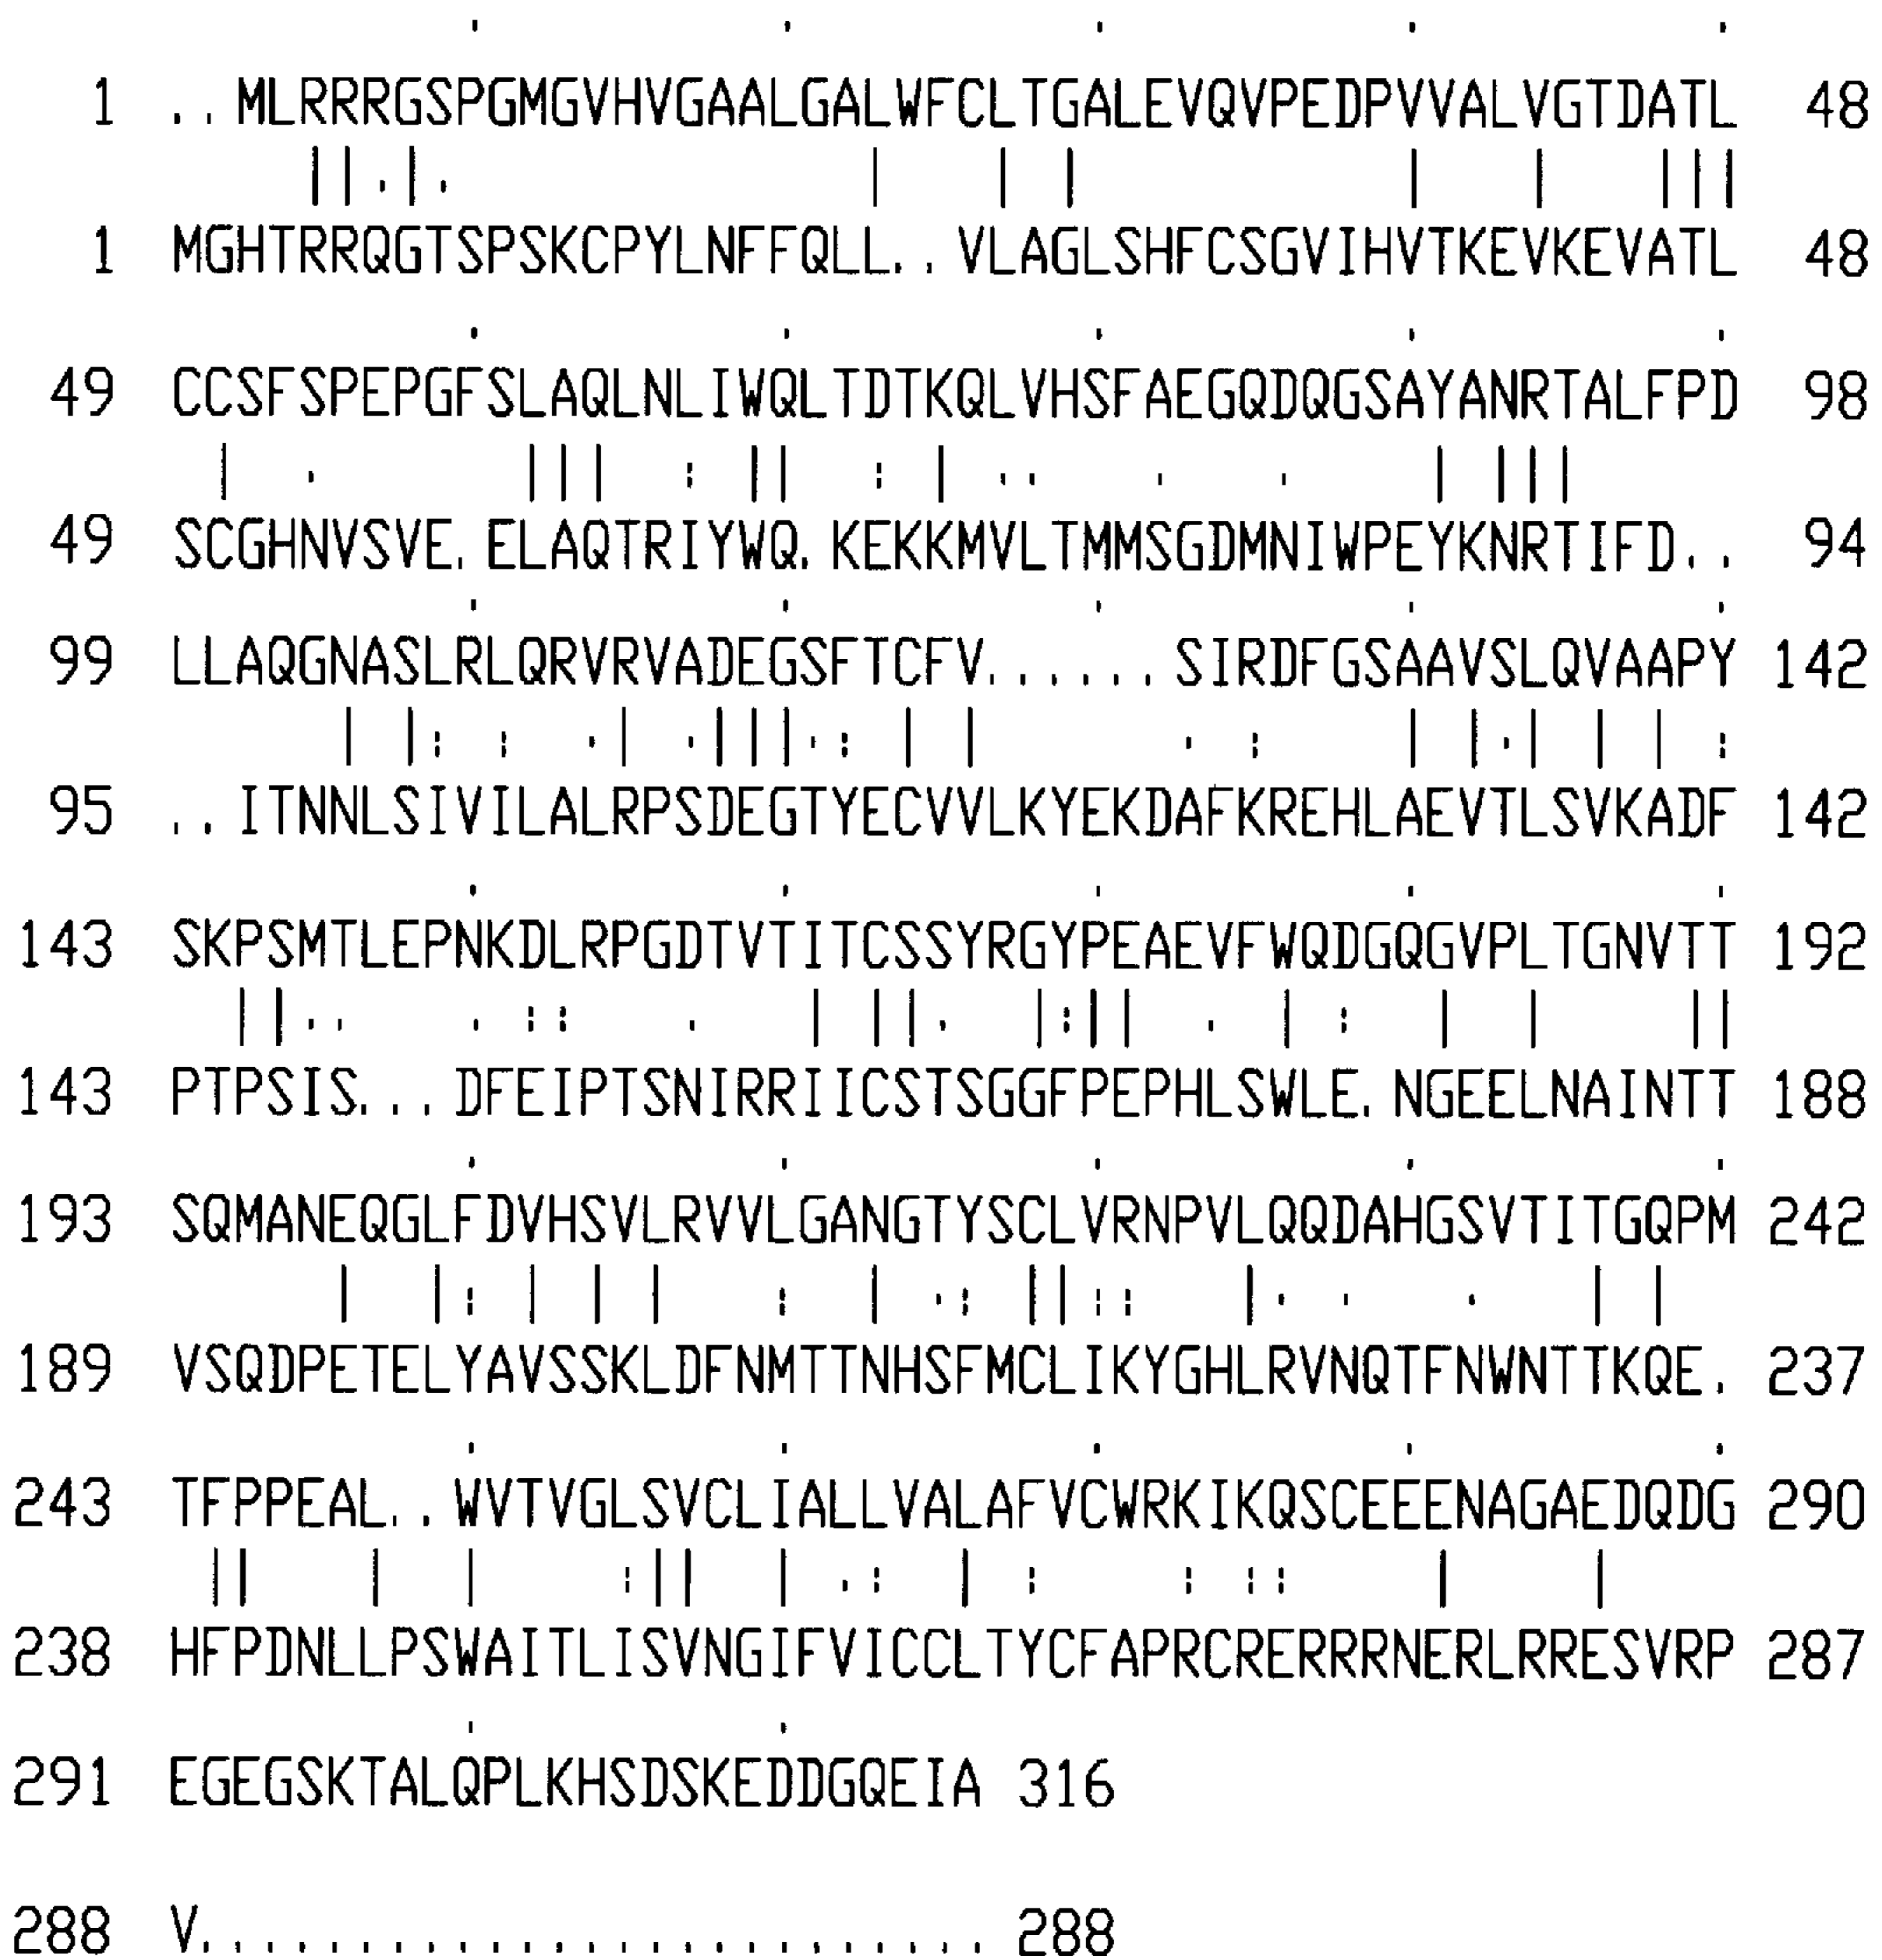 1 ..MLRRRGSPGMGVHVGAALGALWFCLTGALEVQVPEDPVVALVGTDATL 48
1 MGHTRRQGTSPSKCPYLNFFQLL..VLAGLSHFCSGVIHVTKEVKEVATL 48
49 CCSFSPEPGFSLAQLNLIWQLTDTKQLVHSFAEGQDQGSAYANRTALFPD 98
49 SCGHNVSVE.ELAQTRIYWQ.KEKKMVLTMMSGDMNIWPEYKNRTIFD.. 94
99 LLAQGNASLRLQRVRVADEGSFTCFV......SIRDFGSAAVSLQVAAPY 142
95 ..ITNNLSIVILALRPSDEGTYECVVLKYEKDAFKREHLAEVTLSVKADF 142
143 SKPSMTLEPNKDLRPGDTVTITCSSYRGYPEAEVFWQDGQGVPLTGNVTT 192
143 PTPSIS...DFEIPTSNIRRIICSTSGGFPEPHLSWLE.NGEELNAINTT 188
193 SQMANEQGLFDVHSVLRVVLGANGTYSCLVRNPVLQQDAHGSVTITGQPM 242
189 VSQDPETELYAVSSKLDFNMTTNHSFMCLIKYGHLRVNQTFNWNTTKQE. 237
243 TFPPEAL..WVTVGLSVCLIALLVALAFVCWRKIKQSCEEENAGAEDQDG 290
238 HFPDNLLPSWAITLISVNGIFVICCLTYCFAPRCRERRRNERLRRESVRP 287
291 EGEGSKTALQPLKHSDSKEDDGQEIA 316
288 V......................... 288